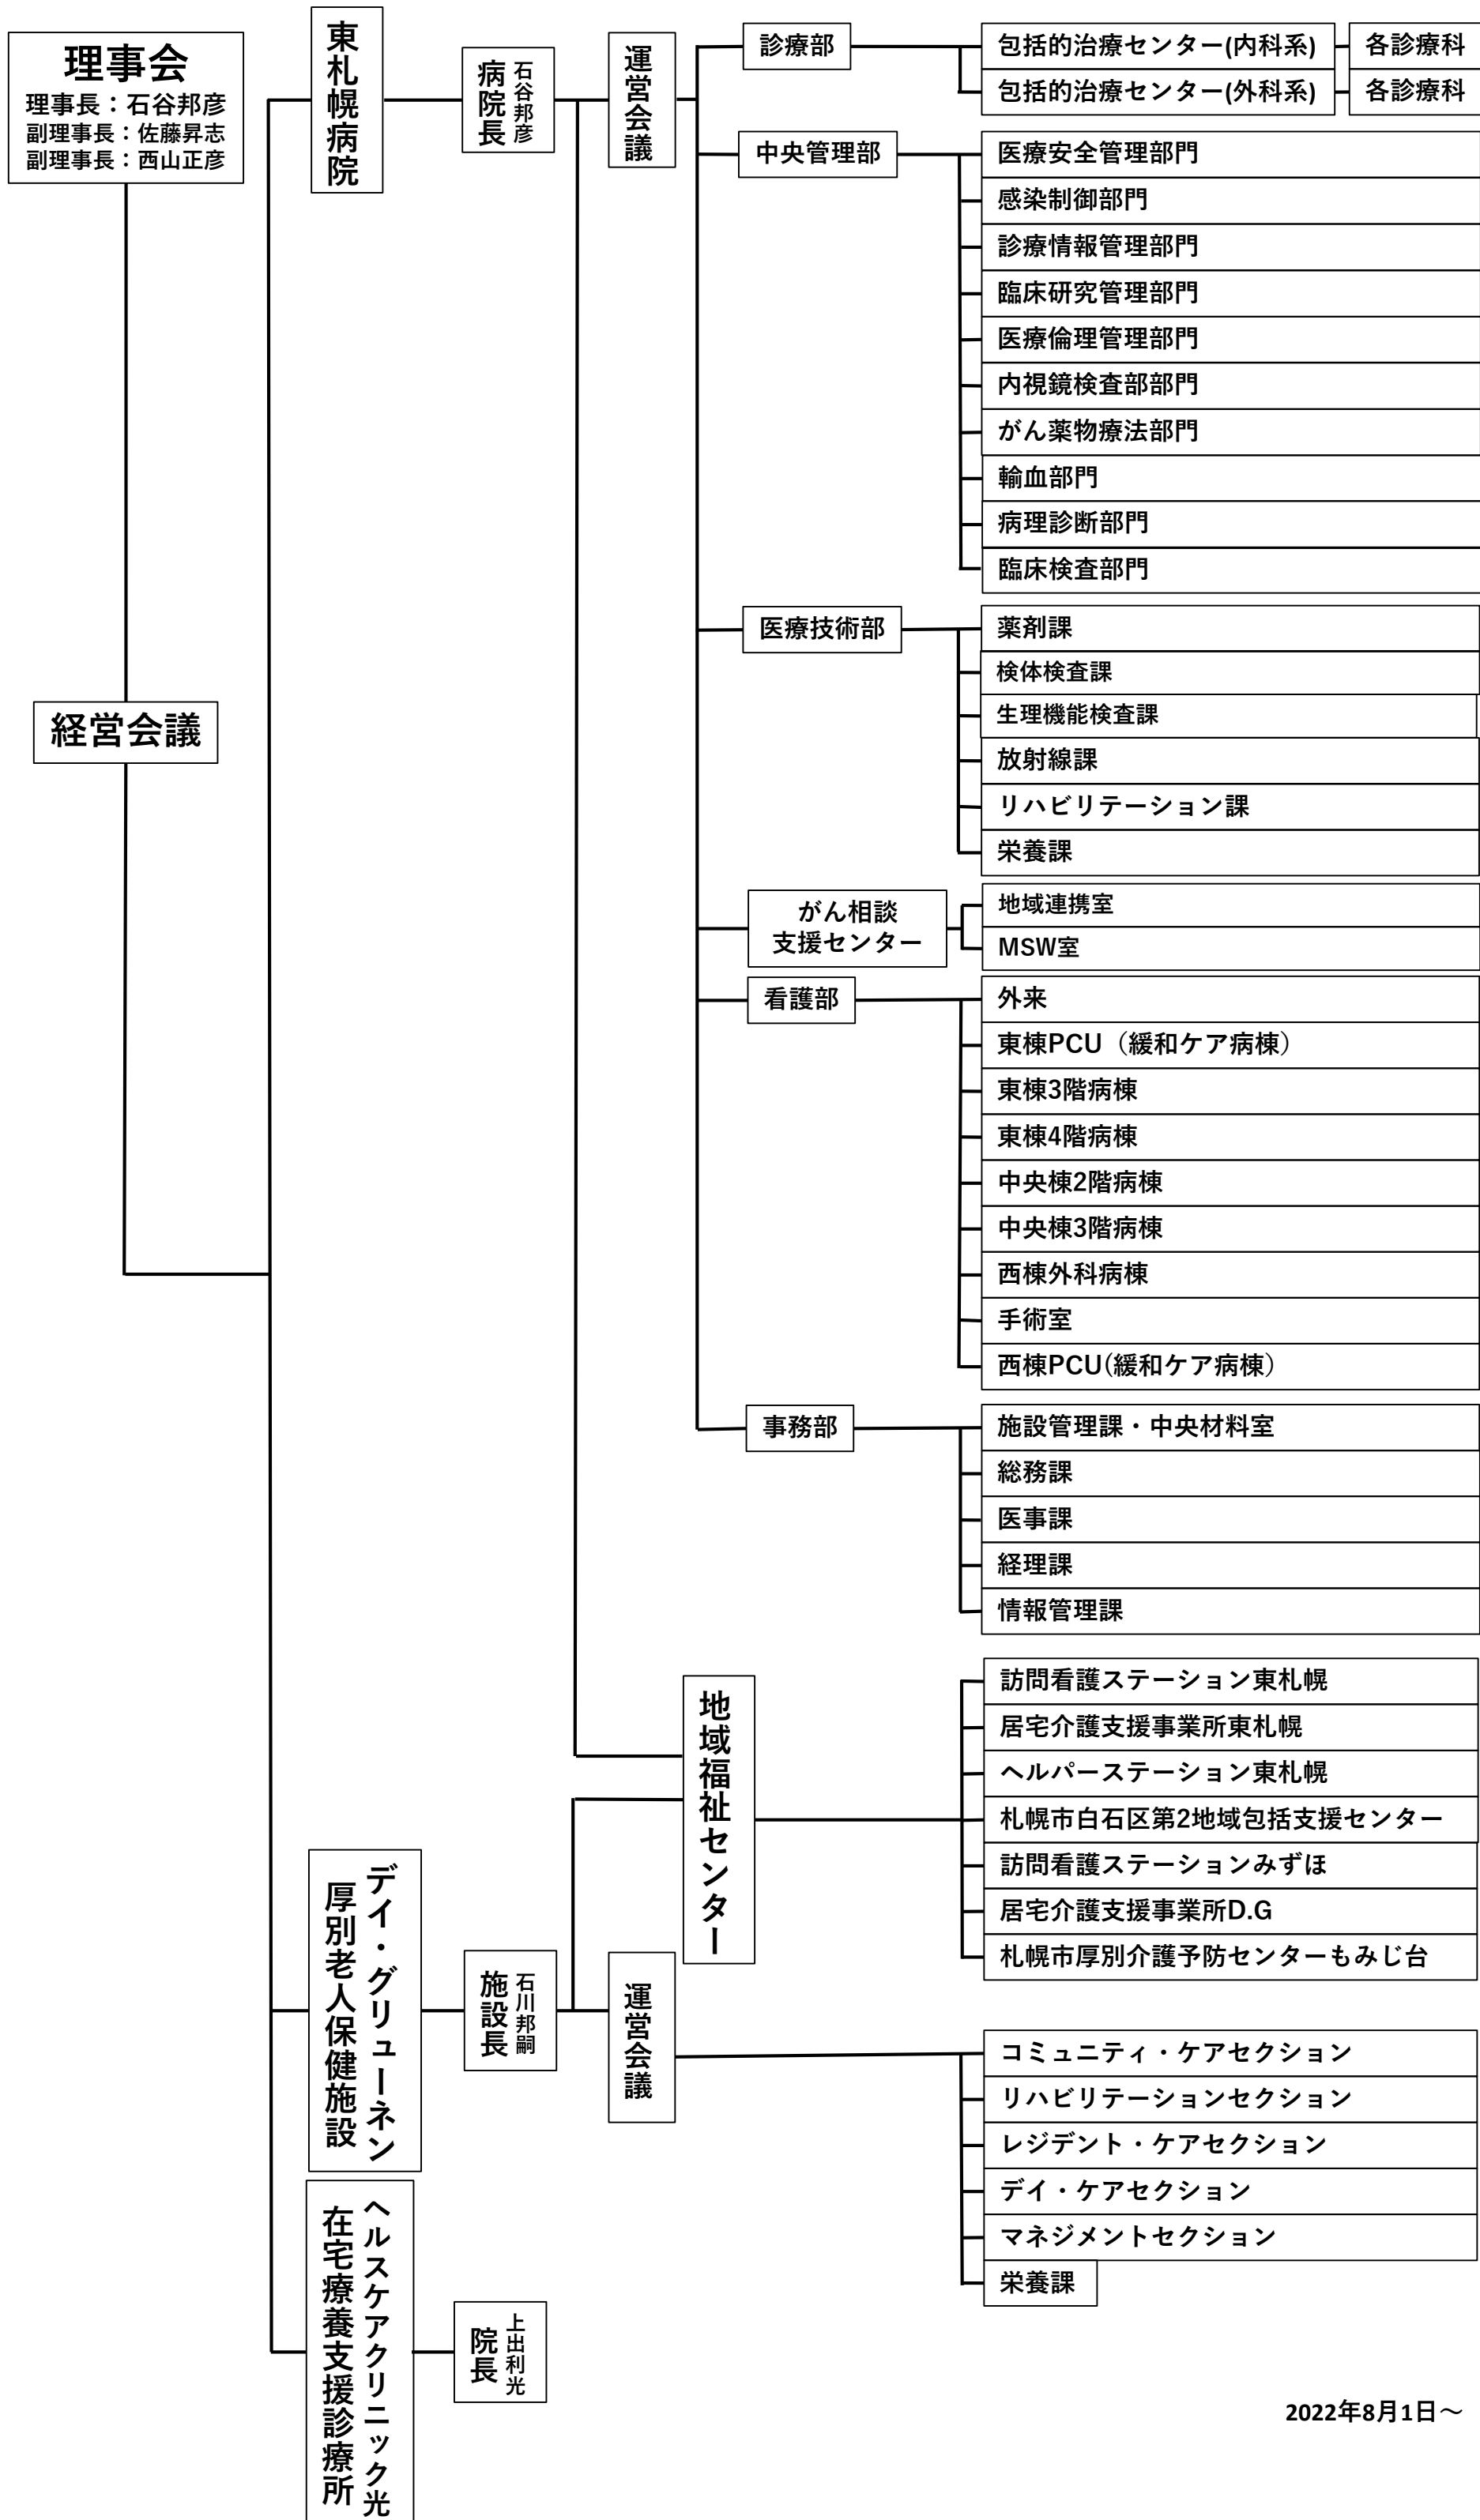 理事会
理事長：石谷邦彦
副理事長：佐藤昇志
副理事長：西山正彦
経営会議
東札幌病院
病院長
石谷邦彦
運営会議
診療部
包括的治療センター(内科系)
各診療科
包括的治療センター(外科系)
各診療科
中央管理部
医療安全管理部門
感染制御部門
診療情報管理部門
臨床研究管理部門
医療倫理管理部門
内視鏡検査部部門
がん薬物療法部門
輸血部門
病理診断部門
臨床検査部門
医療技術部
薬剤課
検体検査課
生理機能検査課
放射線課
リハビリテーション課
栄養課
がん相談
支援センター
地域連携室
MSW室
看護部
外来
東棟PCU（緩和ケア病棟）
東棟3階病棟
東棟4階病棟
中央棟2階病棟
中央棟3階病棟
西棟外科病棟
手術室
西棟PCU(緩和ケア病棟）
事務部
施設管理課・中央材料室
総務課
医事課
経理課
情報管理課
地域福祉センター
訪問看護ステーション東札幌
居宅介護支援事業所東札幌
ヘルパーステーション東札幌
札幌市白石区第2地域包括支援センター
訪問看護ステーションみずほ
居宅介護支援事業所D.G
札幌市厚別介護予防センターもみじ台
デイ・グリューネン
厚別老人保健施設
施設長
石川邦嗣
運営会議
コミュニティ・ケアセクション
リハビリテーションセクション
レジデント・ケアセクション
デイ・ケアセクション
マネジメントセクション
栄養課
ヘルスケアクリニック光
在宅療養支援診療所
院長
上出利光
2022年8月1日～